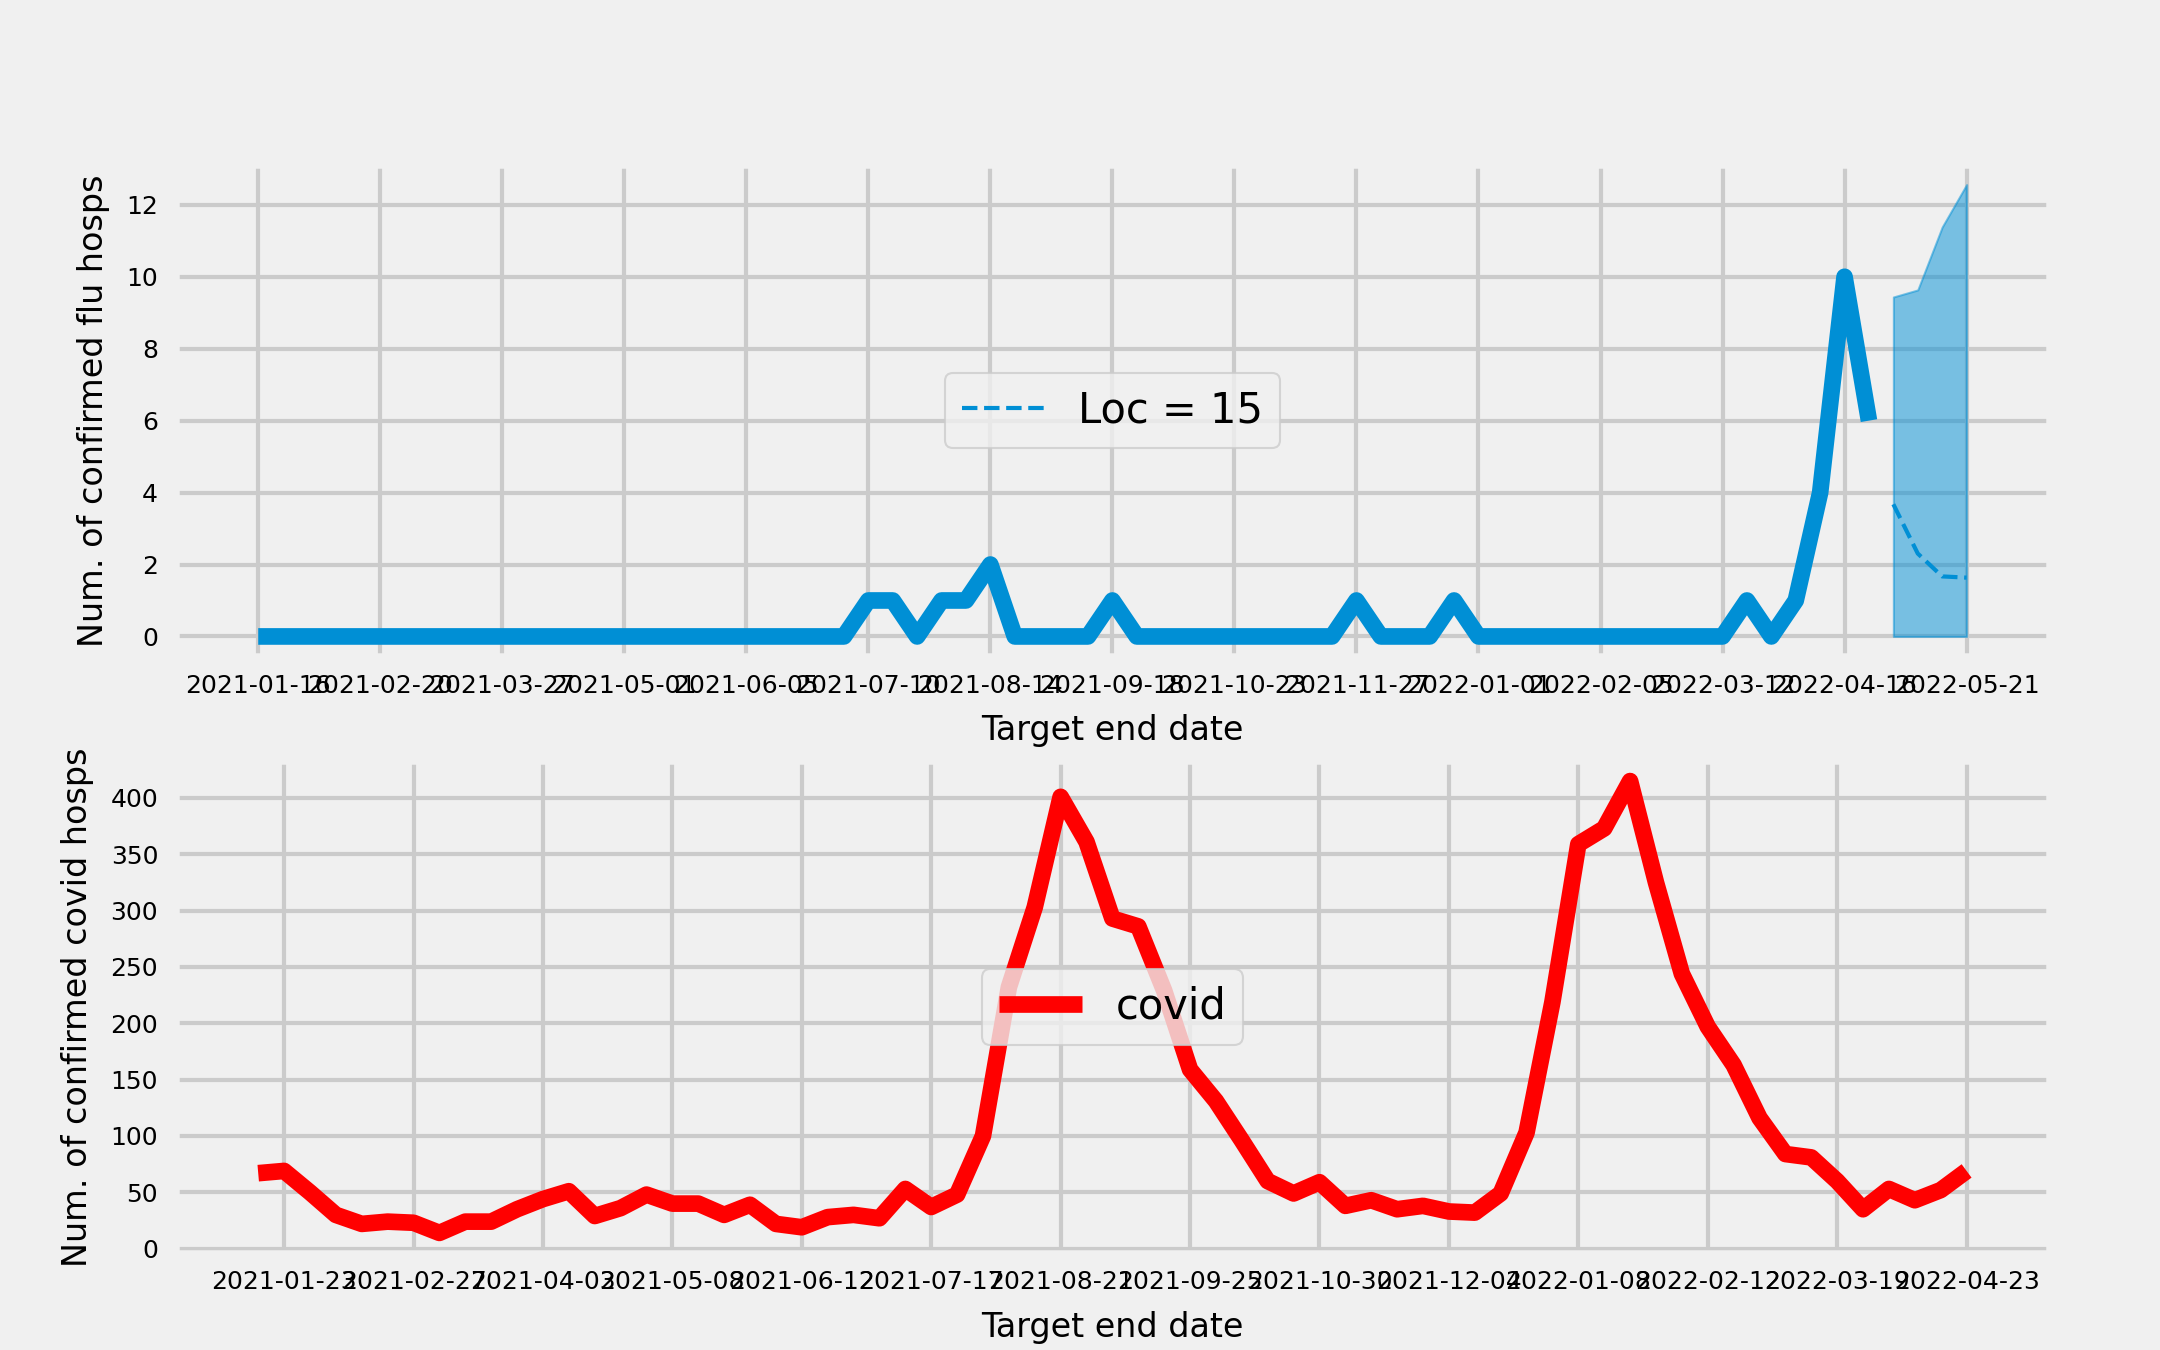 Num. of confirmed flu hosps
12
10
8
6
4
2
0
Loc = 15
2021-01-16 2021-02-20 2021-03-27 2021-05-01 2021-06-05 2021-07-10 2021-08-14 2021-09-18 2021-10-23 2021-11-27 2022-01-01 2022-02-05 2022-03-12 2022-04-16 2022-05-21
Target end date
Num. of confirmed covid hosps
400
350
300
250
200
150
100
50
0
covid
2021-01-23 2021-02-27 2021-04-03 2021-05-08 2021-06-12 2021-07-17 2021-08-21 2021-09-25 2021-10-30 2021-12-04 2022-01-08 2022-02-12 2022-03-19 2022-04-23
Target end date